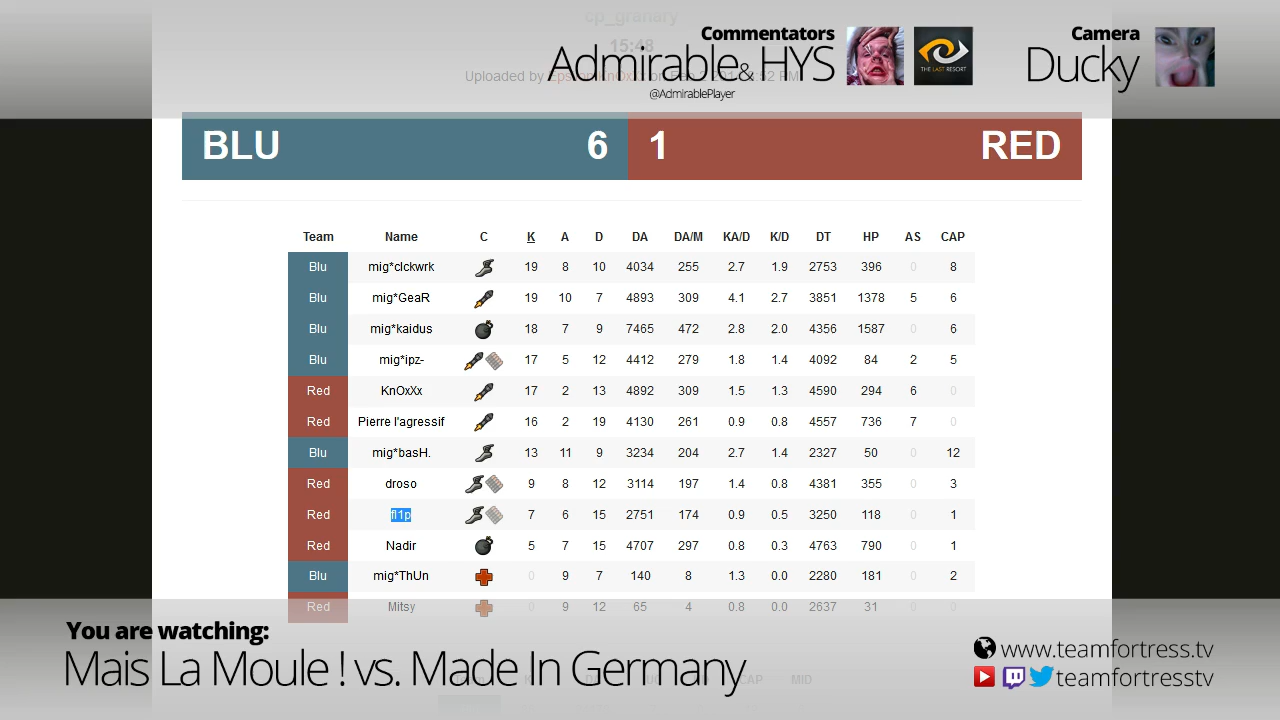 cp_granary
15:48
Commentators
Admirable & HYS
@AdmirablePlayer
THE LAST RESORT
Camera
Ducky
BLU 6 1 RED
Team Name C K A D DA DA/M KA/D K/D DT HP AS CAP
Blu mig*clckwrk 19 8 10 4034 255 2.7 1.9 2753 396 0 8
Blu mig*GeaR 19 10 7 4893 309 4.1 2.7 3851 1378 5 6
Blu mig*kaidus 18 7 9 7465 472 2.8 2.0 4356 1587 0 6
Blu mig*ipz- 17 5 12 4412 279 1.8 1.4 4092 84 2 5
Red KnOxXx 17 2 13 4892 309 1.5 1.3 4590 294 6 0
Red Pierre l'agressif 16 2 19 4130 261 0.9 0.8 4557 736 7 0
Blu mig*basH. 13 11 9 3234 204 2.7 1.4 2327 50 0 12
Red droso 9 8 12 3114 197 1.4 0.8 4381 355 0 3
Red fl1p 7 6 15 2751 174 0.9 0.5 3250 118 0 1
Red Nadir 5 7 15 4707 297 0.8 0.3 4763 790 0 1
Blu mig*ThUn 0 9 7 140 8 1.3 0.0 2280 181 0 2
Red Mitsy 0 9 12 65 4 0.8 0.0 2637 31 0 0
You are watching:
Mais La Moule ! vs. Made In Germany
www.teamfortress.tv
teamfortresstv
Uploaded by
CAP MID